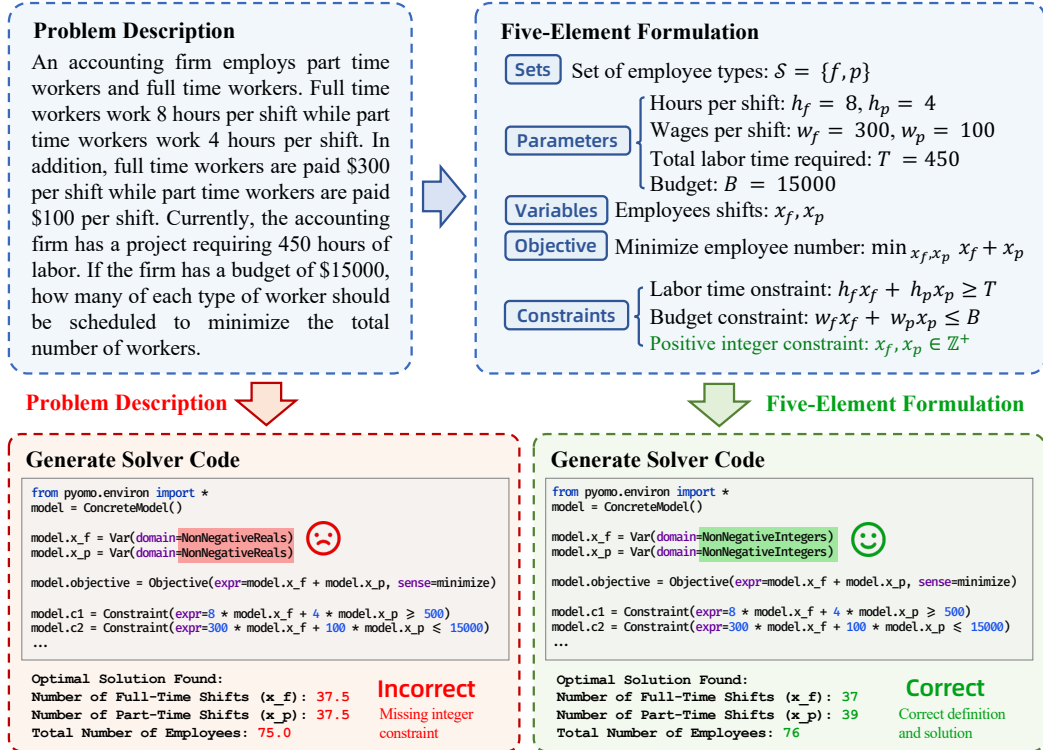 Problem Description
An accounting firm employs part time
workers and full time workers. Full time
workers work 8 hours per shift while part
time workers work 4 hours per shift. In
addition, full time workers are paid $300
per shift while part time workers are paid
$100 per shift. Currently, the accounting
firm has a project requiring 450 hours of
labor. If the firm has a budget of $15000,
how many of each type of worker should
be scheduled to minimize the total
number of workers.
Five-Element Formulation
Sets Set of employee types: 𝒮 = {f, p}
Parameters
Hours per shift: h_f = 8, h_p = 4
Wages per shift: w_f = 300, w_p = 100
Total labor time required: T = 450
Budget: B = 15000
Variables Employees shifts: x_f, x_p
Objective Minimize employee number: min_{x_f,x_p} x_f + x_p
Constraints
Labor time onstraint: h_f x_f + h_p x_p ≥ T
Budget constraint: w_f x_f + w_p x_p ≤ B
Positive integer constraint: x_f, x_p ∈ ℤ⁺
Problem Description
Five-Element Formulation
Generate Solver Code
from pyomo.environ import *
model = ConcreteModel()
model.x_f = Var(domain=NonNegativeReals)
model.x_p = Var(domain=NonNegativeReals)
model.objective = Objective(expr=model.x_f + model.x_p, sense=minimize)
model.c1 = Constraint(expr=8 * model.x_f + 4 * model.x_p ≥ 500)
model.c2 = Constraint(expr=300 * model.x_f + 100 * model.x_p ≤ 15000)
...
Optimal Solution Found:
Number of Full-Time Shifts (x_f): 37.5
Number of Part-Time Shifts (x_p): 37.5
Total Number of Employees: 75.0
Incorrect
Missing integer
constraint
Generate Solver Code
from pyomo.environ import *
model = ConcreteModel()
model.x_f = Var(domain=NonNegativeIntegers)
model.x_p = Var(domain=NonNegativeIntegers)
model.objective = Objective(expr=model.x_f + model.x_p, sense=minimize)
model.c1 = Constraint(expr=8 * model.x_f + 4 * model.x_p ≥ 500)
model.c2 = Constraint(expr=300 * model.x_f + 100 * model.x_p ≤ 15000)
...
Optimal Solution Found:
Number of Full-Time Shifts (x_f): 37
Number of Part-Time Shifts (x_p): 39
Total Number of Employees: 76
Correct
Correct definition
and solution